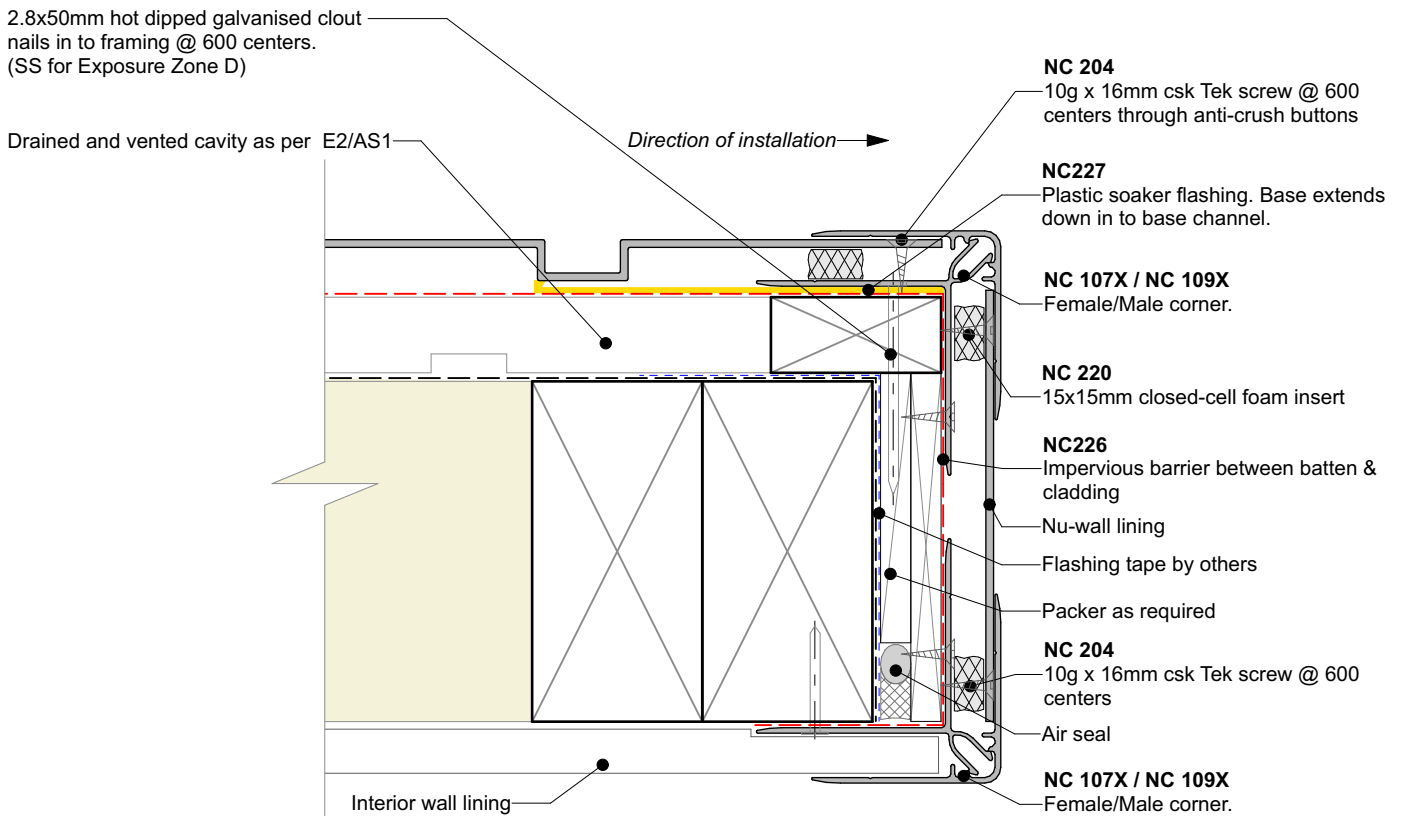 2.8x50mm hot dipped galvanised clout
nails in to framing @ 600 centers.
(SS for Exposure Zone D)
Drained and vented cavity as per E2/AS1
Direction of installation
NC 204
10g x 16mm csk Tek screw @ 600
centers through anti-crush buttons
NC227
Plastic soaker flashing. Base extends
down in to base channel.
NC 107X / NC 109X
Female/Male corner.
NC 220
15x15mm closed-cell foam insert
NC226
Impervious barrier between batten &
cladding
Nu-wall lining
Flashing tape by others
Packer as required
NC 204
10g x 16mm csk Tek screw @ 600
centers
Air seal
NC 107X / NC 109X
Female/Male corner.
Interior wall lining